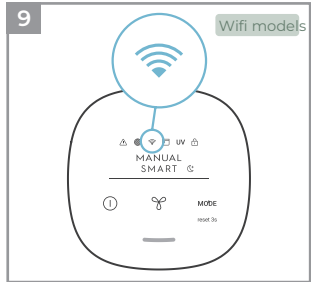 9
Wifi models
UV
MANUAL
SMART
MODE
reset 3s